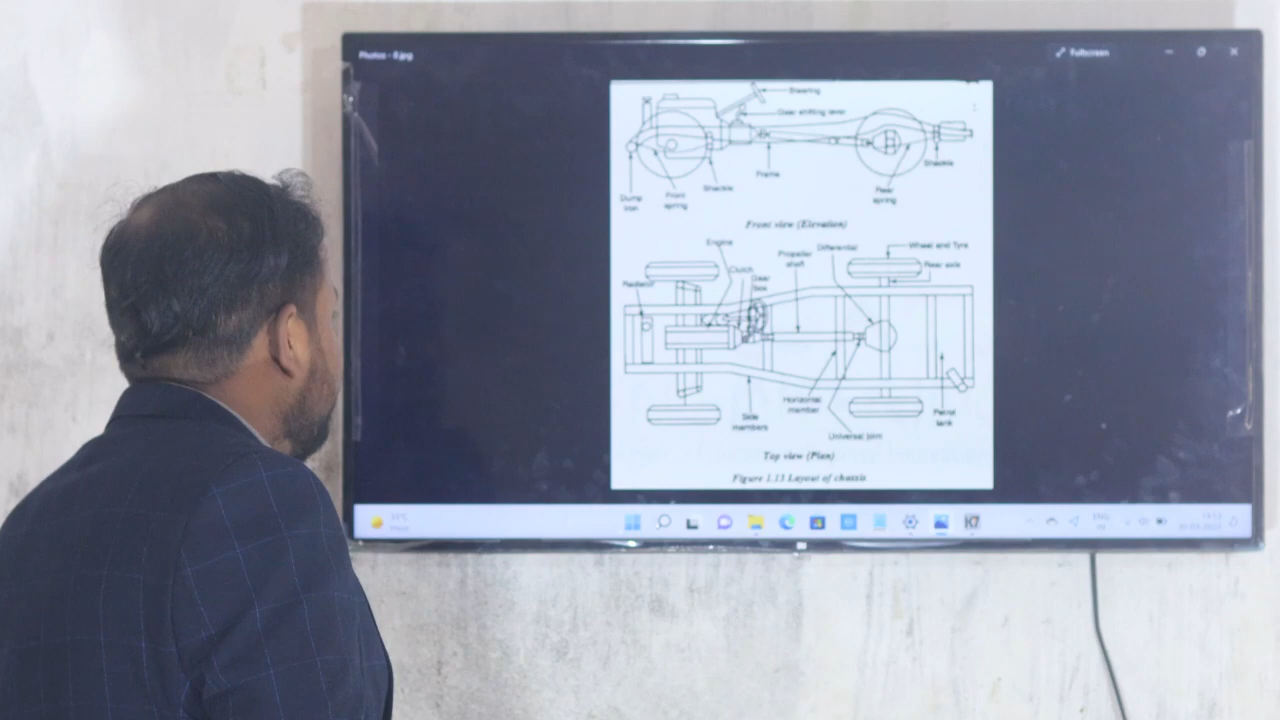 Photos - 8.jpg
Fullscreen
Steering
Gear shifting lever
Shackle
Frame
Shackle
Dump iron
Front spring
Rear spring
Front view (Elevation)
Engine
Differential
Wheel and Tyre
Propeller shaft
Clutch
Rear axle
Gear box
Radiator
Horizontal member
Side members
Petrol tank
Universal joint
Top view (Plan)
Figure 1.13 Layout of chassis
ENG